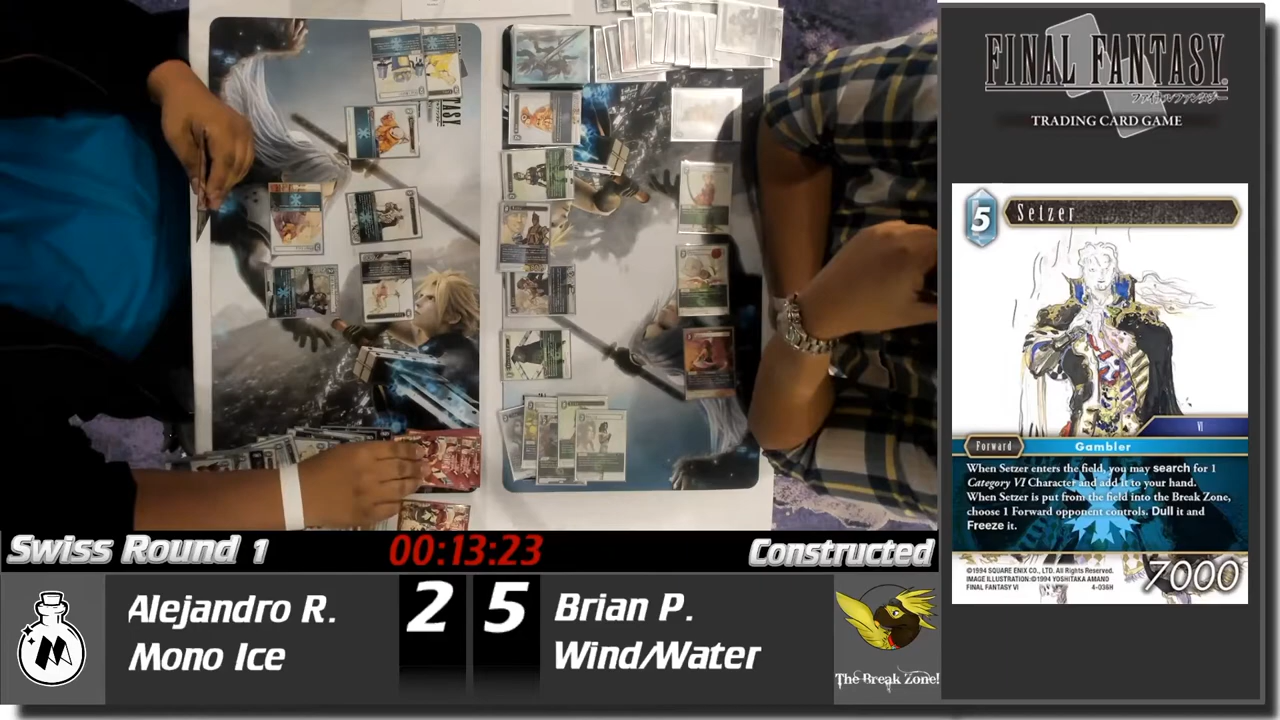 FINAL FANTASY
ファイナルファンタジー
TRADING CARD GAME
5
Setzer
VI
Forward
Gambler
When Setzer enters the field, you may search for 1
Category VI Character and add it to your hand.
When Setzer is put from the field into the Break Zone,
choose 1 Forward opponent controls. Dull it and
Freeze it.
©1994 SQUARE ENIX CO., LTD. All Rights Reserved.
IMAGE ILLUSTRATION:©1994 YOSHITAKA AMANO
FINAL FANTASY VI
4-036H
7000
Swiss Round 1
00:13:23
Constructed
Alejandro R.
Mono Ice
2
5
Brian P.
Wind/Water
The Break Zone!
M